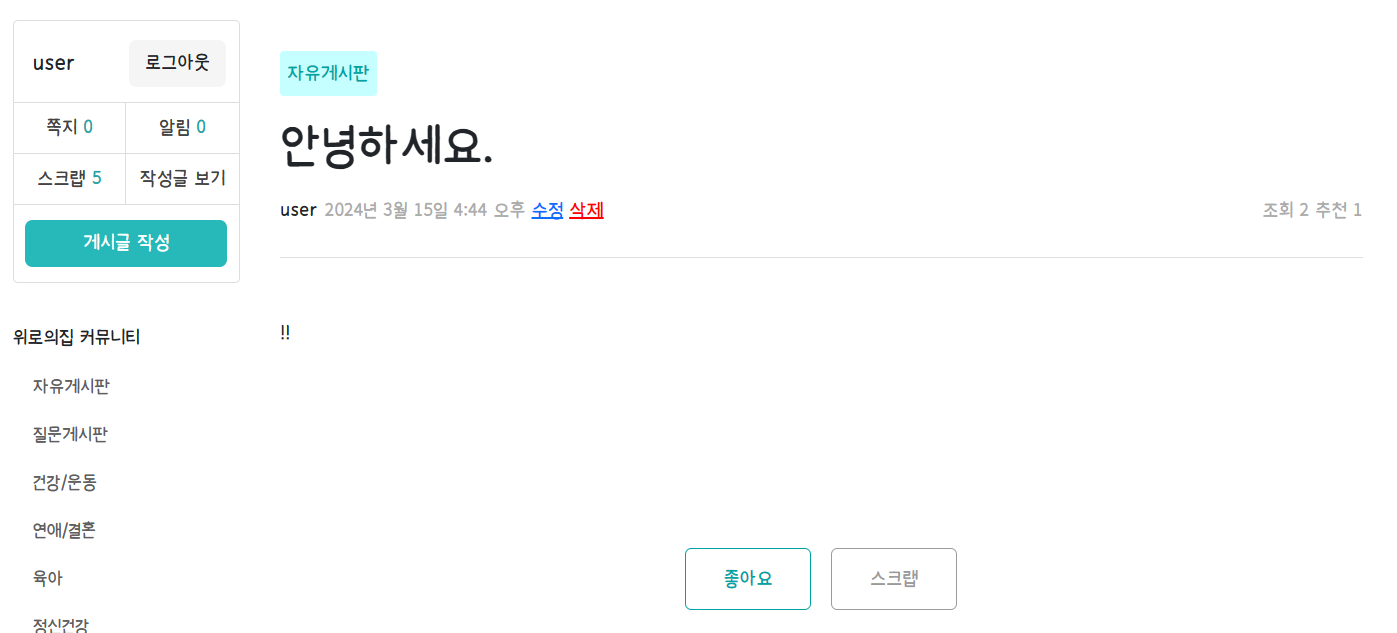 user 로그아웃
쪽지 0 알림 0
스크랩 5 작성글 보기
게시글 작성
위로의집 커뮤니티
자유게시판
질문게시판
건강/운동
연애/결혼
육아
정신건강
자유게시판
안녕하세요.
user 2024년 3월 15일 4:44 오후 수정 삭제 조회 2 추천 1
!!
좋아요 스크랩